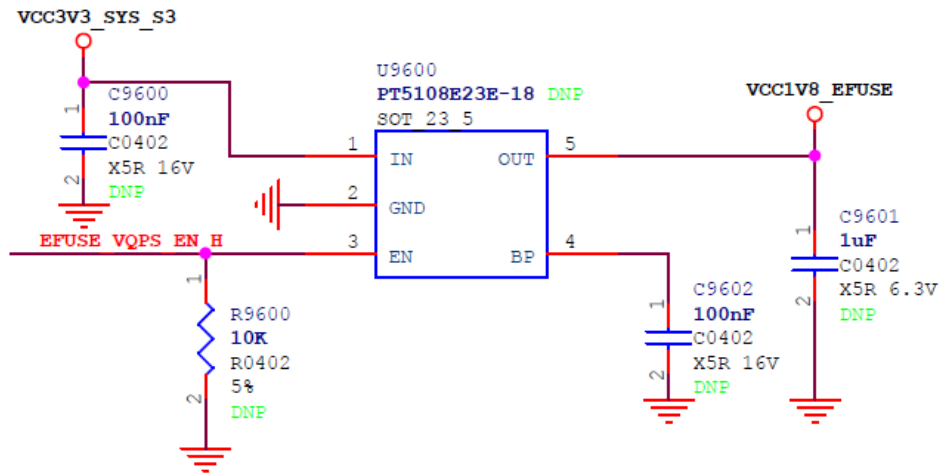 VCC3V3_SYS_S3
C9600
100nF
C0402
X5R 16V
DNP
1
2
U9600
PT5108E23E-18 DNP
SOT_23_5
1
IN
OUT
5
2
GND
3
EN
BP
4
EFUSE_VQPS_EN_H
1
R9600
10K
R0402
5%
DNP
2
VCC1V8_EFUSE
1
C9601
1uF
C0402
X5R 6.3V
DNP
2
1
C9602
100nF
C0402
X5R 16V
DNP
2